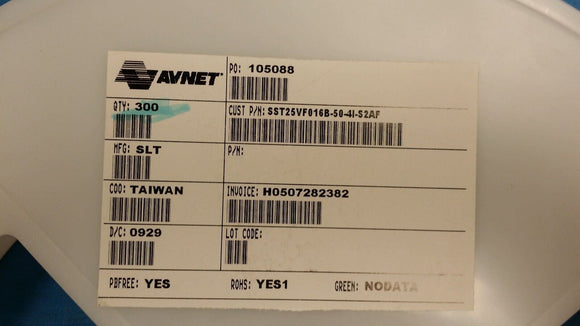 AVNET
PO: 105088
QTY: 300
CUST P/N: SST25VF016B-50-4I-S2AF
MFG: SLT
P/N:
COO: TAIWAN
INVOICE: H0507282382
D/C: 0929
LOT CODE:
PBFREE: YES
ROHS: YES1
GREEN: NODATA